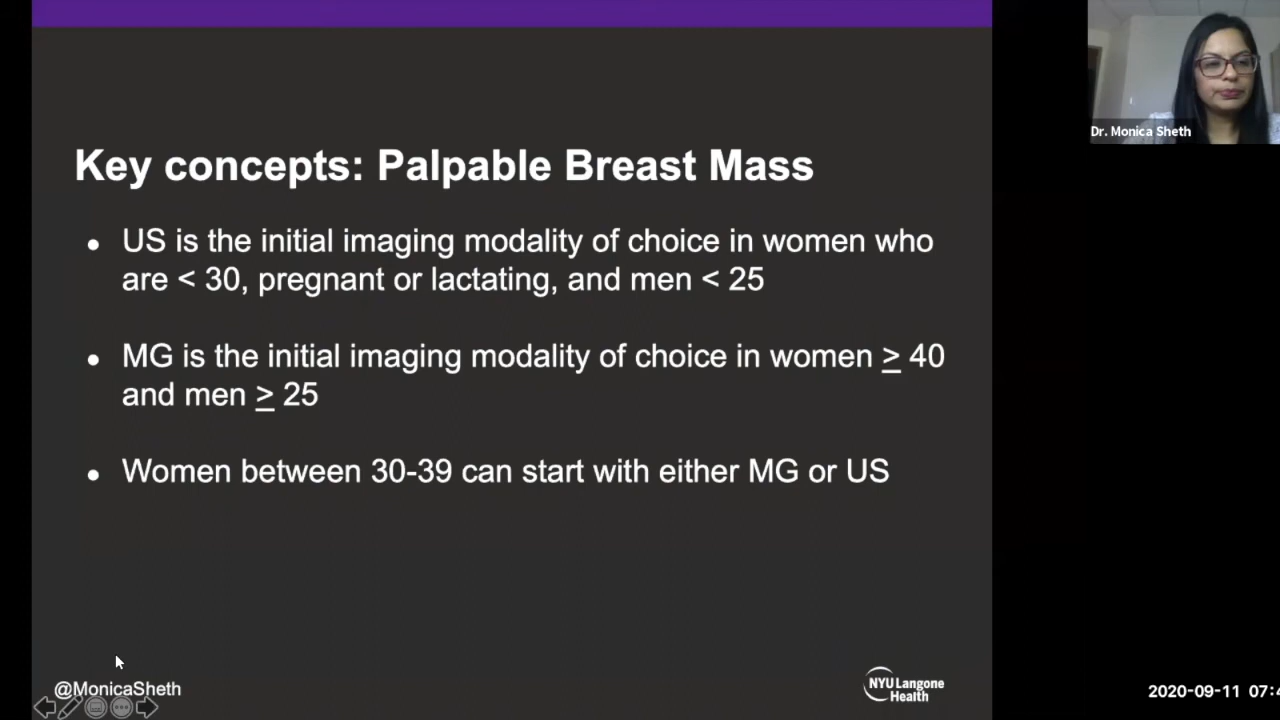 Key concepts: Palpable Breast Mass
● US is the initial imaging modality of choice in women who
are < 30, pregnant or lactating, and men < 25
● MG is the initial imaging modality of choice in women ≥ 40
and men ≥ 25
● Women between 30-39 can start with either MG or US
@MonicaSheth
NYU Langone
Health
Dr. Monica Sheth
2020-09-11 07:4